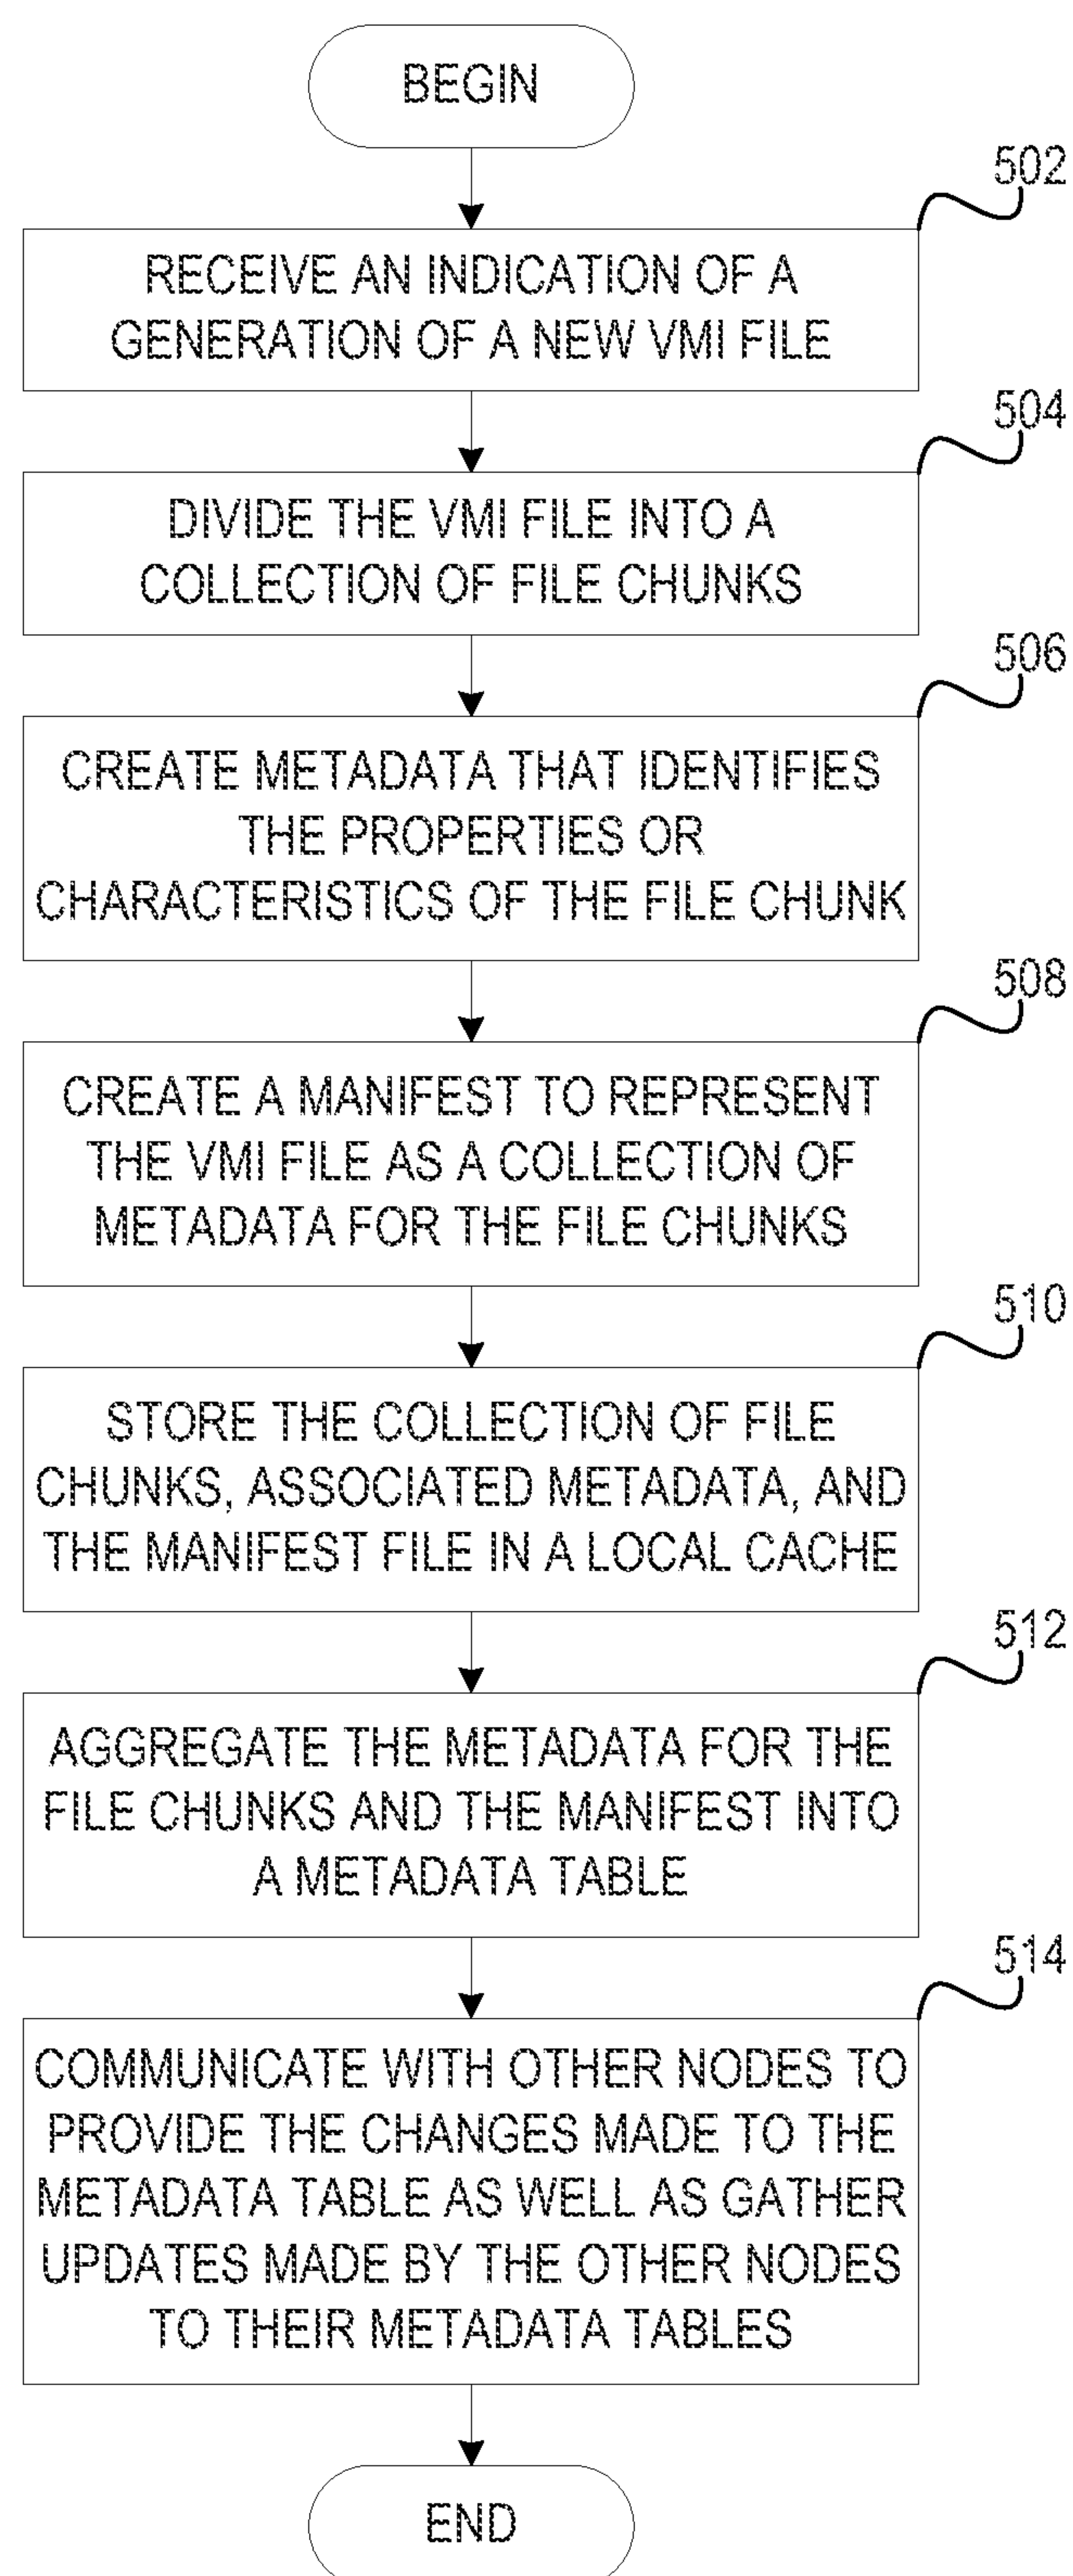 BEGIN
502
RECEIVE AN INDICATION OF A
GENERATION OF A NEW VMI FILE
504
DIVIDE THE VMI FILE INTO A
COLLECTION OF FILE CHUNKS
506
CREATE METADATA THAT IDENTIFIES
THE PROPERTIES OR
CHARACTERISTICS OF THE FILE CHUNK
508
CREATE A MANIFEST TO REPRESENT
THE VMI FILE AS A COLLECTION OF
METADATA FOR THE FILE CHUNKS
510
STORE THE COLLECTION OF FILE
CHUNKS, ASSOCIATED METADATA, AND
THE MANIFEST FILE IN A LOCAL CACHE
512
AGGREGATE THE METADATA FOR THE
FILE CHUNKS AND THE MANIFEST INTO
A METADATA TABLE
514
COMMUNICATE WITH OTHER NODES TO
PROVIDE THE CHANGES MADE TO THE
METADATA TABLE AS WELL AS GATHER
UPDATES MADE BY THE OTHER NODES
TO THEIR METADATA TABLES
END